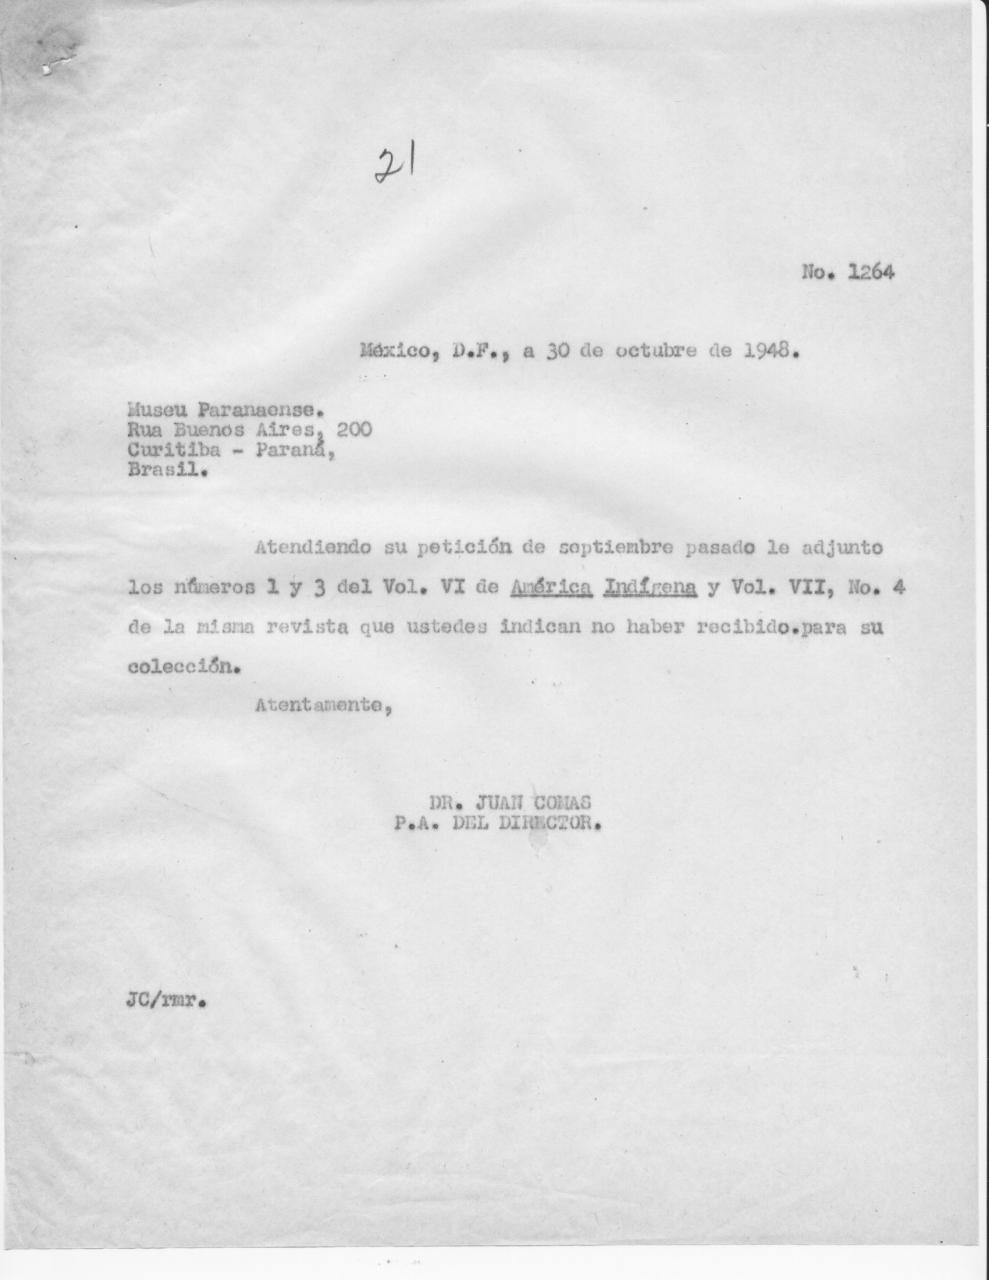 21
No. 1264
México, D.F., a 30 de octubre de 1948.
Museu Paranaense.
Rua Buenos Aires, 200
Curitiba - Paraná,
Brasil.
Atendiendo su petición de septiembre pasado le adjunto
los números 1 y 3 del Vol. VI de América Indígena y Vol. VII, No. 4
de la misma revista que ustedes indican no haber recibido.para su
colección.
Atentamente,
DR. JUAN COMAS
P.A. DEL DIRECTOR.
JC/rmr.